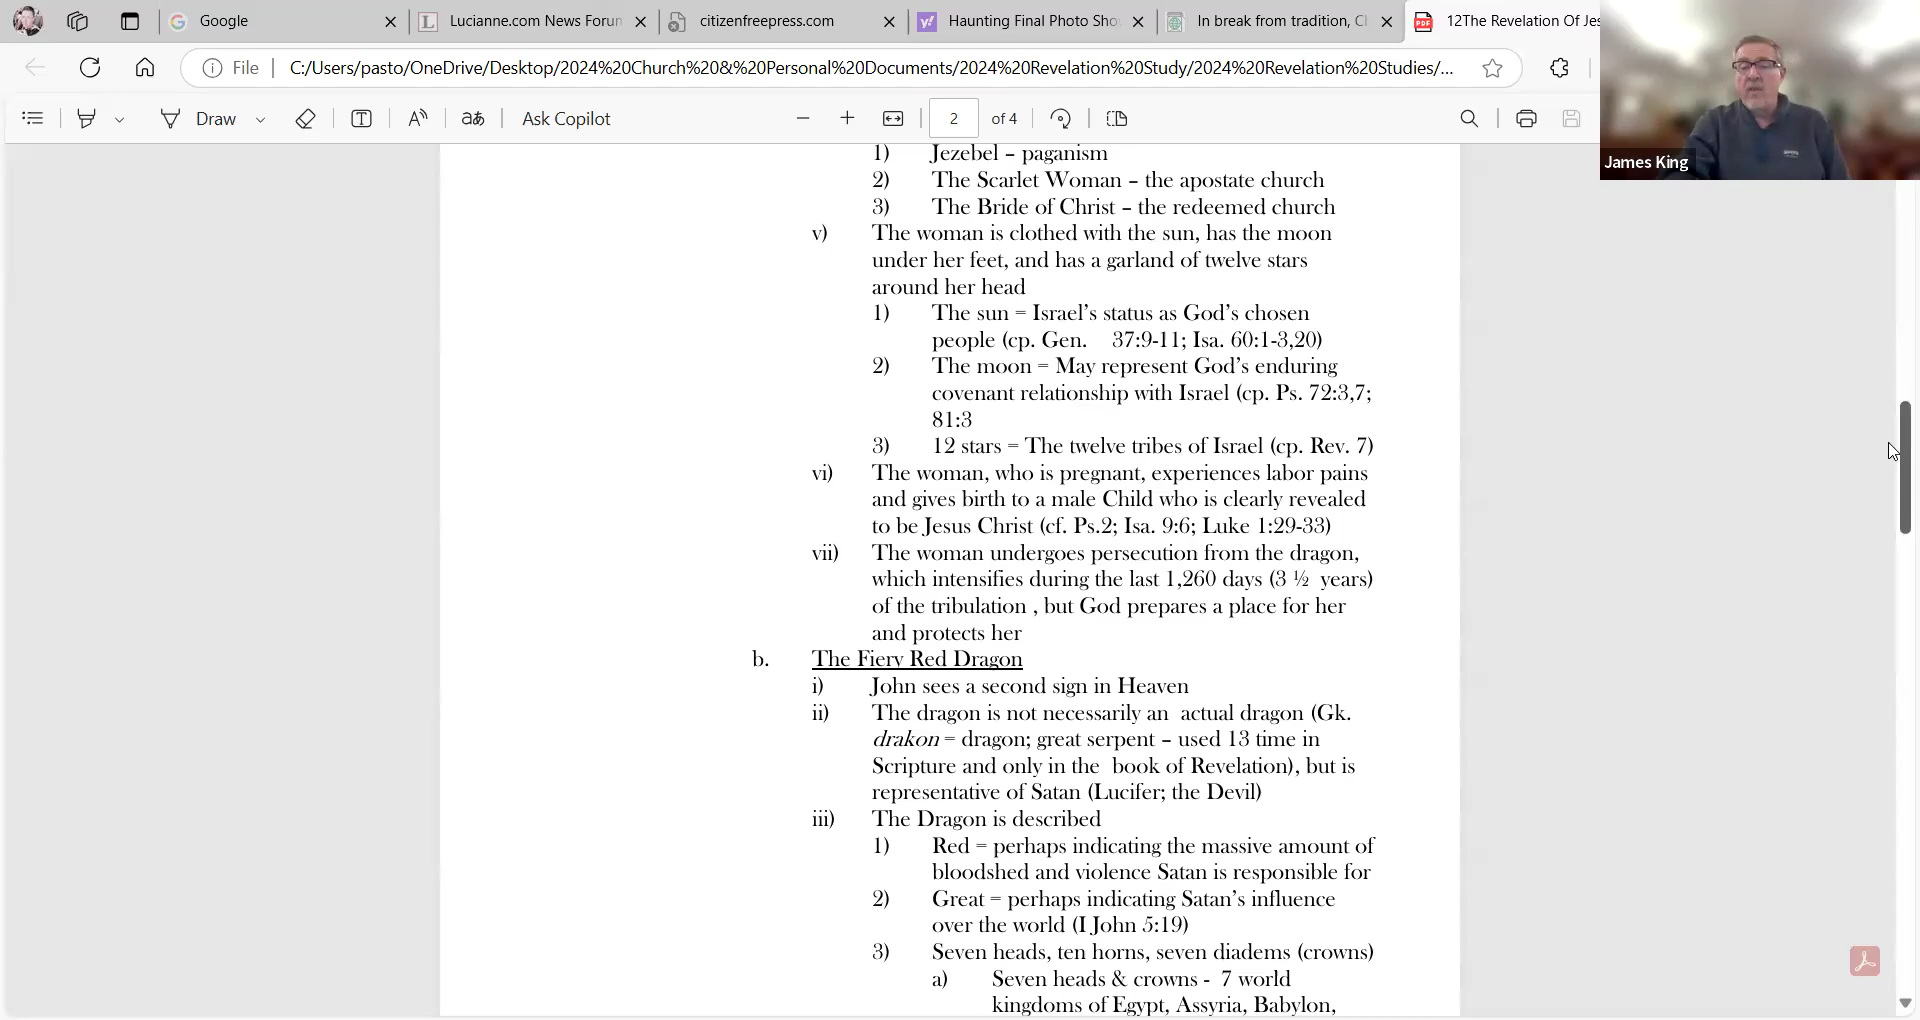 Google
Lucianne.com News Forum
citizenfreepress.com
Haunting Final Photo Sho
In break from tradition, Cl
12The Revelation Of Jes
File
C:/Users/pasto/OneDrive/Desktop/2024%20Church%20&%20Personal%20Documents/2024%20Revelation%20Study/2024%20Revelation%20Studies/...
Draw
Ask Copilot
2 of 4
James King
1) Jezebel – paganism
2) The Scarlet Woman – the apostate church
3) The Bride of Christ – the redeemed church
v) The woman is clothed with the sun, has the moon
under her feet, and has a garland of twelve stars
around her head
1) The sun = Israel's status as God's chosen
people (cp. Gen. 37:9-11; Isa. 60:1-3,20)
2) The moon = May represent God's enduring
covenant relationship with Israel (cp. Ps. 72:3,7;
81:3
3) 12 stars = The twelve tribes of Israel (cp. Rev. 7)
vi) The woman, who is pregnant, experiences labor pains
and gives birth to a male Child who is clearly revealed
to be Jesus Christ (cf. Ps.2; Isa. 9:6; Luke 1:29-33)
vii) The woman undergoes persecution from the dragon,
which intensifies during the last 1,260 days (3 ½ years)
of the tribulation , but God prepares a place for her
and protects her
b. The Fiery Red Dragon
i) John sees a second sign in Heaven
ii) The dragon is not necessarily an actual dragon (Gk.
drakon = dragon; great serpent – used 13 time in
Scripture and only in the book of Revelation), but is
representative of Satan (Lucifer; the Devil)
iii) The Dragon is described
1) Red = perhaps indicating the massive amount of
bloodshed and violence Satan is responsible for
2) Great = perhaps indicating Satan's influence
over the world (I John 5:19)
3) Seven heads, ten horns, seven diadems (crowns)
a) Seven heads & crowns - 7 world
kingdoms of Egypt, Assyria, Babylon,